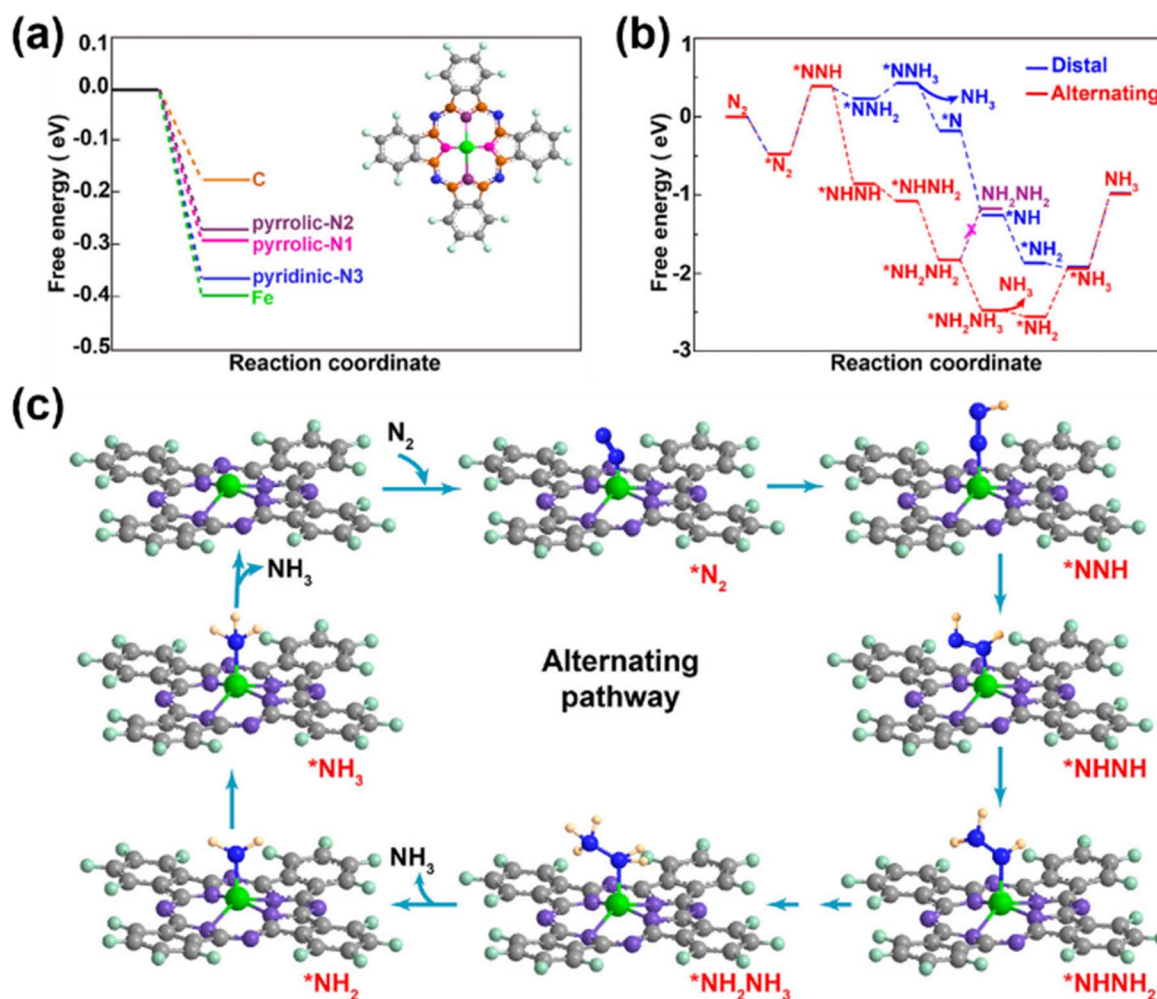 (a)
Free energy ( eV)
0.1
0.0
-0.1
-0.2
-0.3
-0.4
-0.5
C
pyrrolic-N2
pyrrolic-N1
pyridinic-N3
Fe
Reaction coordinate
(b)
Free energy ( eV)
1
0
-1
-2
-3
Distal
Alternating
N₂
*N₂
*NNH
*NNH₂
*NNH₃
NH₃
*N
*NHNH
*NHNH₂
*NH₂NH₂
NH₂NH₂
*NH
*NH₂
*NH₃
NH₃
*NH₂NH₃
NH₃
*NH₂
x
Reaction coordinate
(c)
N₂
*N₂
*NNH
NH₃
*NH₃
Alternating
pathway
*NHNH
*NH₂
NH₃
*NH₂NH₃
*NHNH₂